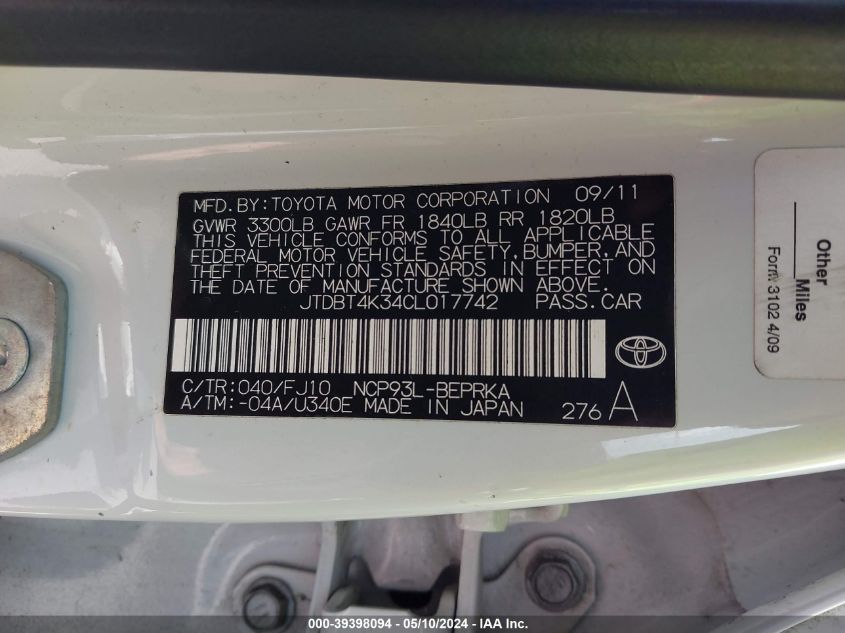 MFD. BY: TOYOTA MOTOR CORPORATION 09/11
GVWR 3300LB GAWR FR 1840LB RR 1820LB
THIS VEHICLE CONFORMS TO ALL APPLICABLE
FEDERAL MOTOR VEHICLE SAFETY, BUMPER, AND
THEFT PREVENTION STANDARDS IN EFFECT ON
THE DATE OF MANUFACTURE SHOWN ABOVE.
JTDBT4K34CL017742 PASS. CAR
C/TR: 040/FJ10 NCP93L-BEPRKA
A/TM: -04A/U340E MADE IN JAPAN 276 A
Other
Miles
Form 3102 4/09
000-39398094 - 05/10/2024 - IAA, Inc.